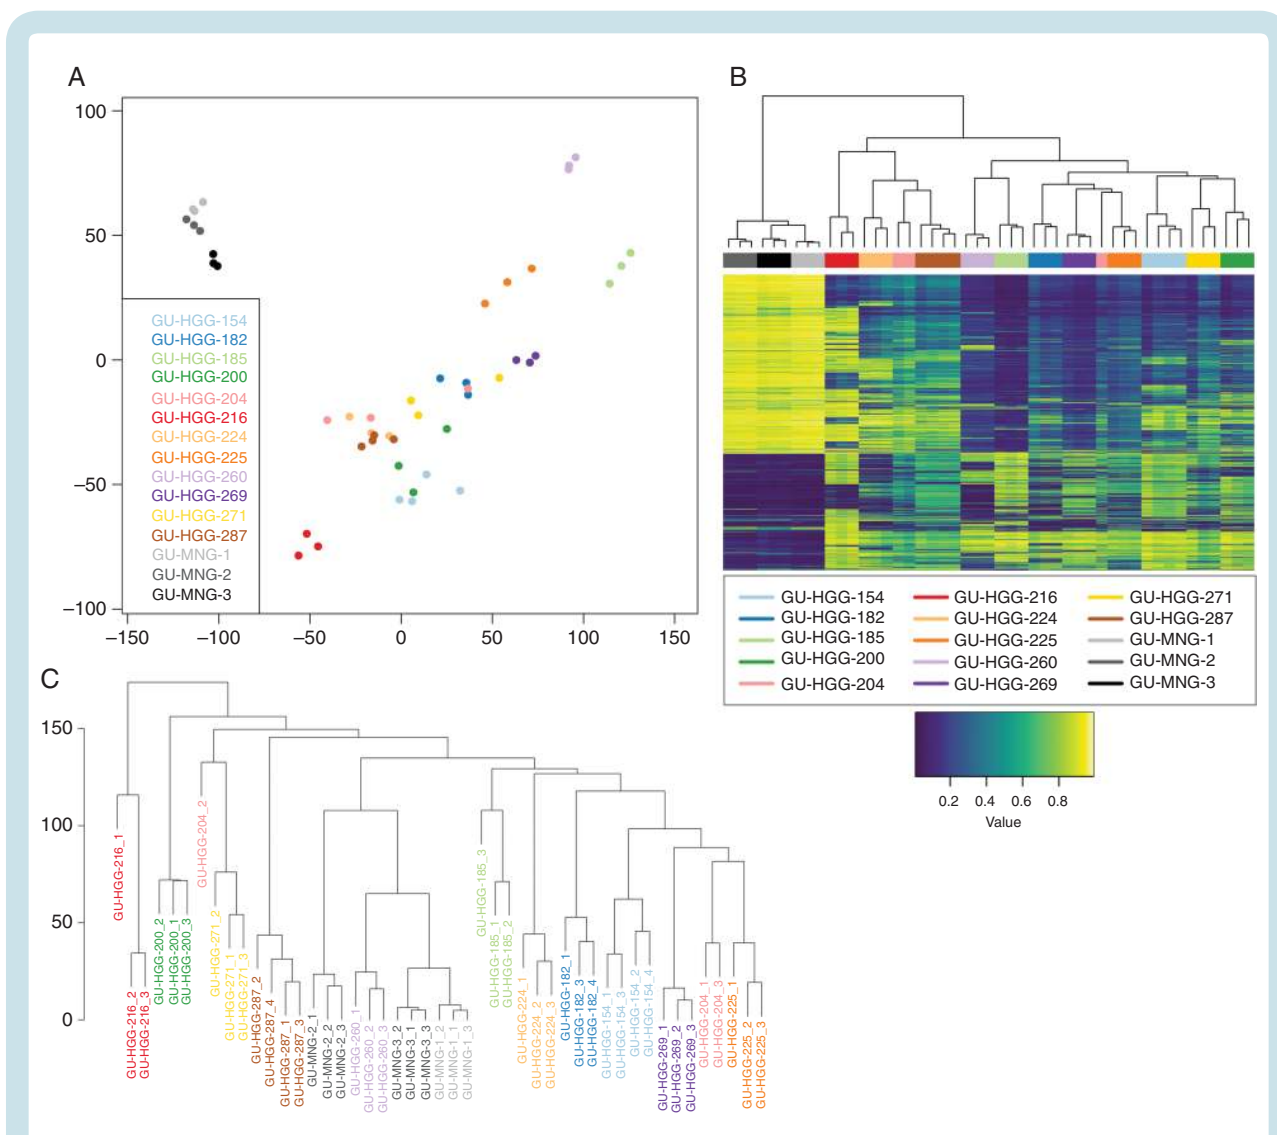 A
100
50
0
−50
−100
−150
−100
−50
0
50
100
150
GU-HGG-154
GU-HGG-182
GU-HGG-185
GU-HGG-200
GU-HGG-204
GU-HGG-216
GU-HGG-224
GU-HGG-225
GU-HGG-260
GU-HGG-269
GU-HGG-271
GU-HGG-287
GU-MNG-1
GU-MNG-2
GU-MNG-3
B
GU-HGG-154
GU-HGG-182
GU-HGG-185
GU-HGG-200
GU-HGG-204
GU-HGG-216
GU-HGG-224
GU-HGG-225
GU-HGG-260
GU-HGG-269
GU-HGG-271
GU-HGG-287
GU-MNG-1
GU-MNG-2
GU-MNG-3
0.2
0.4
0.6
0.8
Value
C
150
100
50
0
GU-HGG-216_1
GU-HGG-216_2
GU-HGG-216_3
GU-HGG-200_2
GU-HGG-200_1
GU-HGG-200_3
GU-HGG-204_2
GU-HGG-271_2
GU-HGG-271_1
GU-HGG-271_3
GU-HGG-287_2
GU-HGG-287_4
GU-HGG-287_1
GU-HGG-287_3
GU-MNG-2_1
GU-MNG-2_2
GU-MNG-2_3
GU-HGG-260_1
GU-HGG-260_2
GU-HGG-260_3
GU-MNG-3_2
GU-MNG-3_1
GU-MNG-3_3
GU-MNG-1_2
GU-MNG-1_1
GU-MNG-1_3
GU-HGG-185_3
GU-HGG-185_1
GU-HGG-185_2
GU-HGG-224_1
GU-HGG-224_2
GU-HGG-224_3
GU-HGG-182_1
GU-HGG-182_3
GU-HGG-182_4
GU-HGG-154_1
GU-HGG-154_3
GU-HGG-154_2
GU-HGG-154_4
GU-HGG-269_1
GU-HGG-269_2
GU-HGG-269_3
GU-HGG-204_1
GU-HGG-204_3
GU-HGG-225_1
GU-HGG-225_2
GU-HGG-225_3